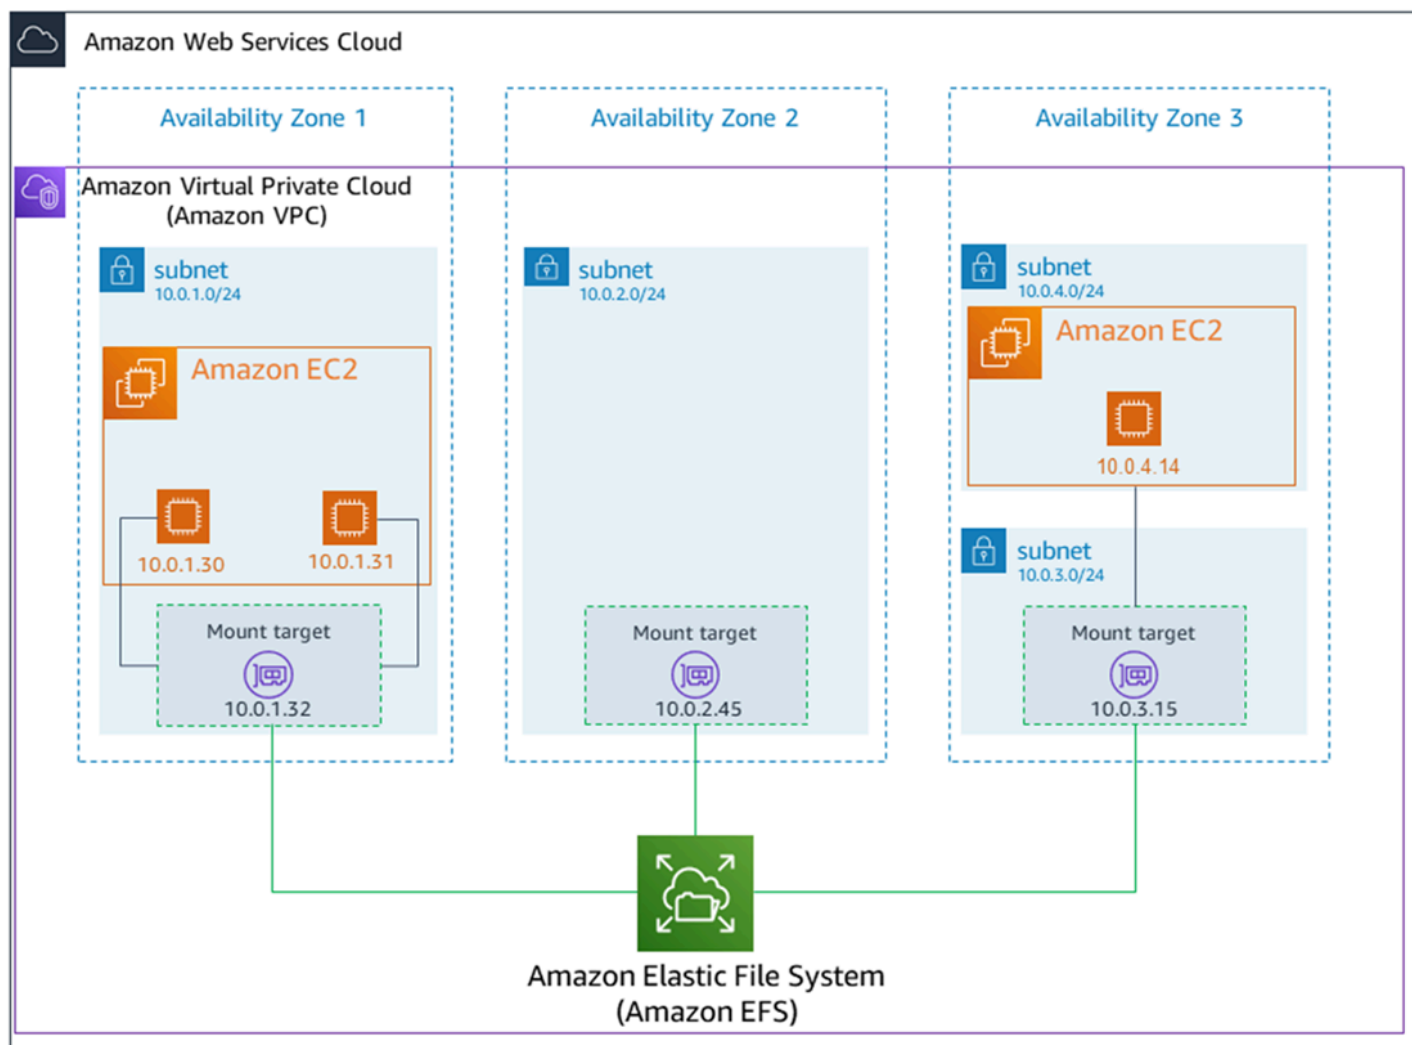 Amazon Web Services Cloud
Availability Zone 1
Availability Zone 2
Availability Zone 3
Amazon Virtual Private Cloud
(Amazon VPC)
subnet
10.0.1.0/24
Amazon EC2
10.0.1.30
10.0.1.31
Mount target
10.0.1.32
subnet
10.0.2.0/24
Mount target
10.0.2.45
subnet
10.0.4.0/24
Amazon EC2
10.0.4.14
subnet
10.0.3.0/24
Mount target
10.0.3.15
Amazon Elastic File System
(Amazon EFS)